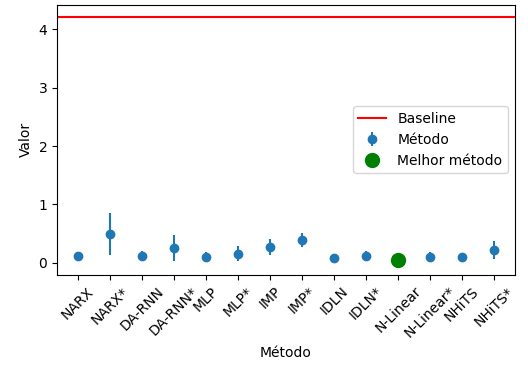 4
3
2
1
0
Valor
Baseline
Método
Melhor método
NARX
NARX*
DA-RNN
DA-RNN*
MLP
MLP*
IMP
IMP*
IDLN
IDLN*
N-Linear
N-Linear*
NHiTS
NHiTS*
Método